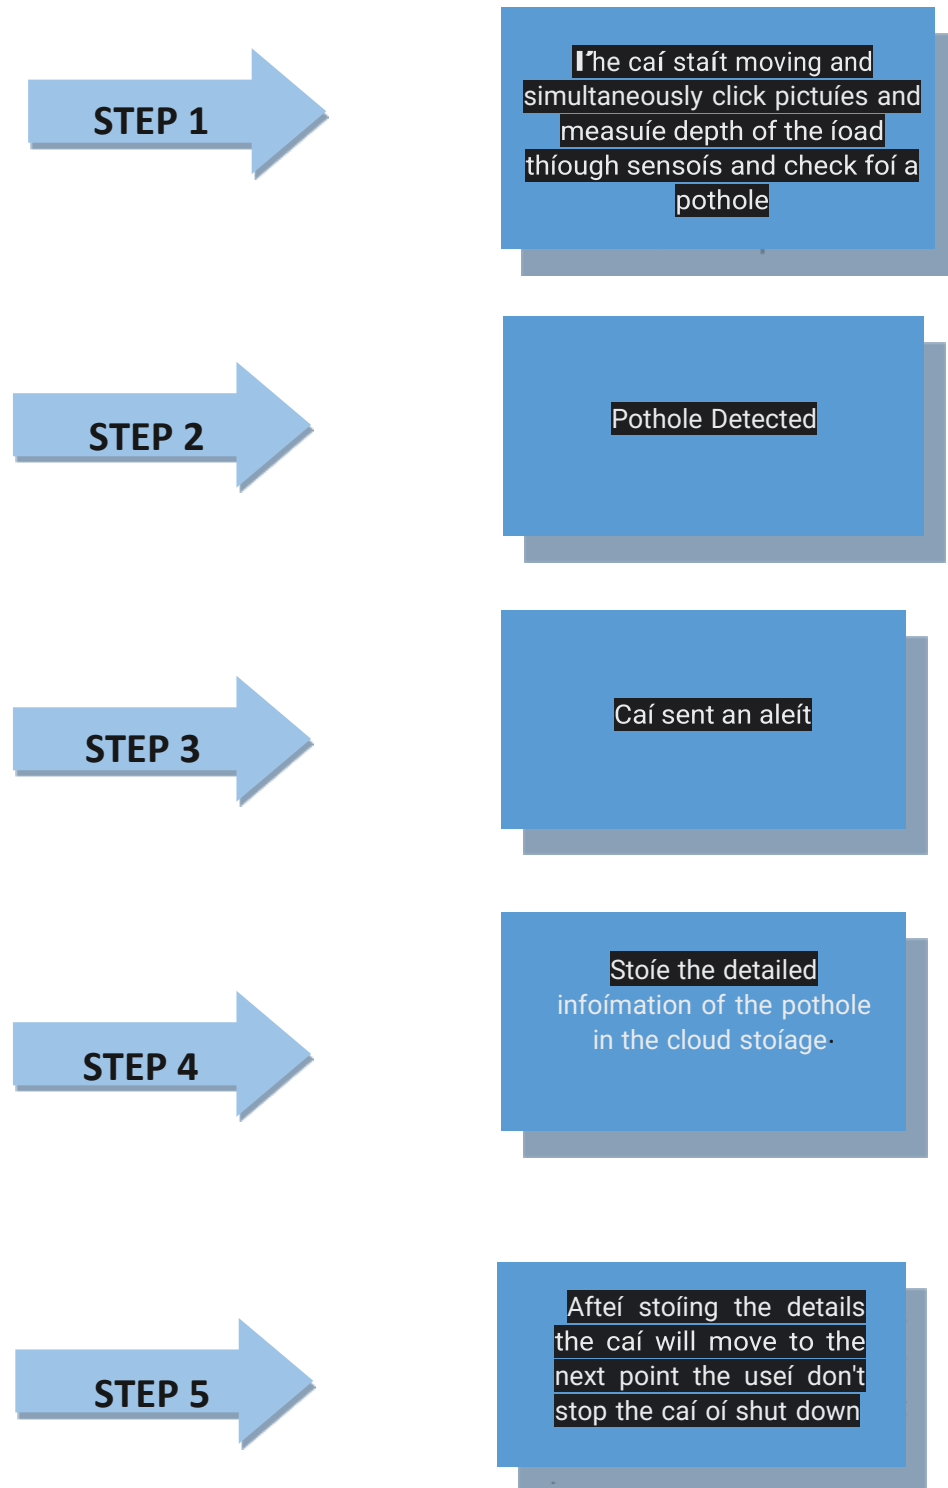 STEP 1
I'he caí staít moving and
simultaneously click pictuíes and
measuíe depth of the íoad
thíough sensoís and check foí a
pothole
STEP 2
Pothole Detected
STEP 3
Caí sent an aleít
STEP 4
Stoíe the detailed
infoímation of the pothole
in the cloud stoíage.
STEP 5
Afteí stoíing the details
the caí will move to the
next point the useí don't
stop the caí oí shut down